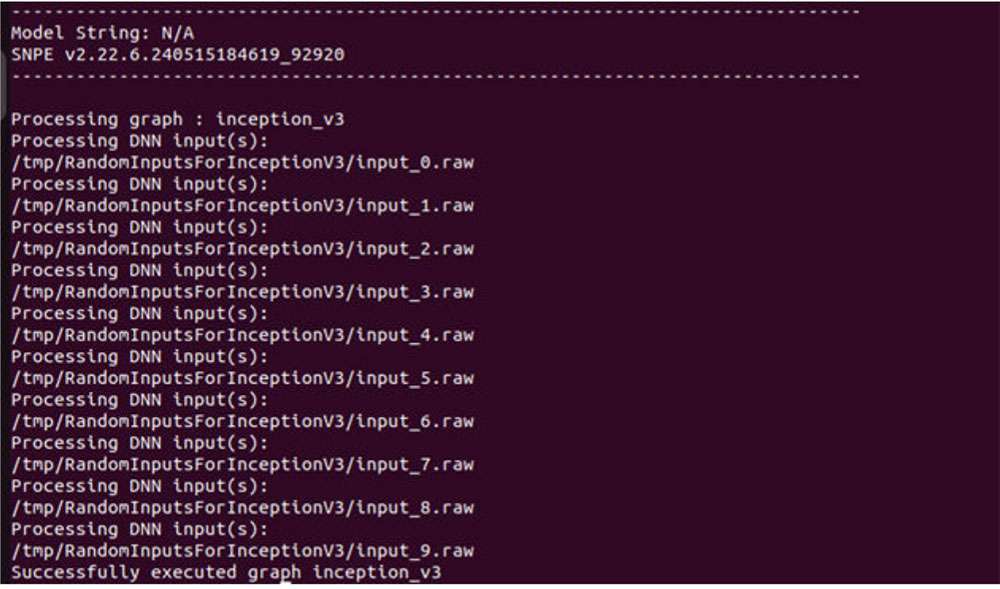 --------------------------------------------------------------------------------
Model String: N/A
SNPE v2.22.6.240515184619_92920
--------------------------------------------------------------------------------
Processing graph : inception_v3
Processing DNN input(s):
/tmp/RandomInputsForInceptionV3/input_0.raw
Processing DNN input(s):
/tmp/RandomInputsForInceptionV3/input_1.raw
Processing DNN input(s):
/tmp/RandomInputsForInceptionV3/input_2.raw
Processing DNN input(s):
/tmp/RandomInputsForInceptionV3/input_3.raw
Processing DNN input(s):
/tmp/RandomInputsForInceptionV3/input_4.raw
Processing DNN input(s):
/tmp/RandomInputsForInceptionV3/input_5.raw
Processing DNN input(s):
/tmp/RandomInputsForInceptionV3/input_6.raw
Processing DNN input(s):
/tmp/RandomInputsForInceptionV3/input_7.raw
Processing DNN input(s):
/tmp/RandomInputsForInceptionV3/input_8.raw
Processing DNN input(s):
/tmp/RandomInputsForInceptionV3/input_9.raw
Successfully executed graph inception_v3